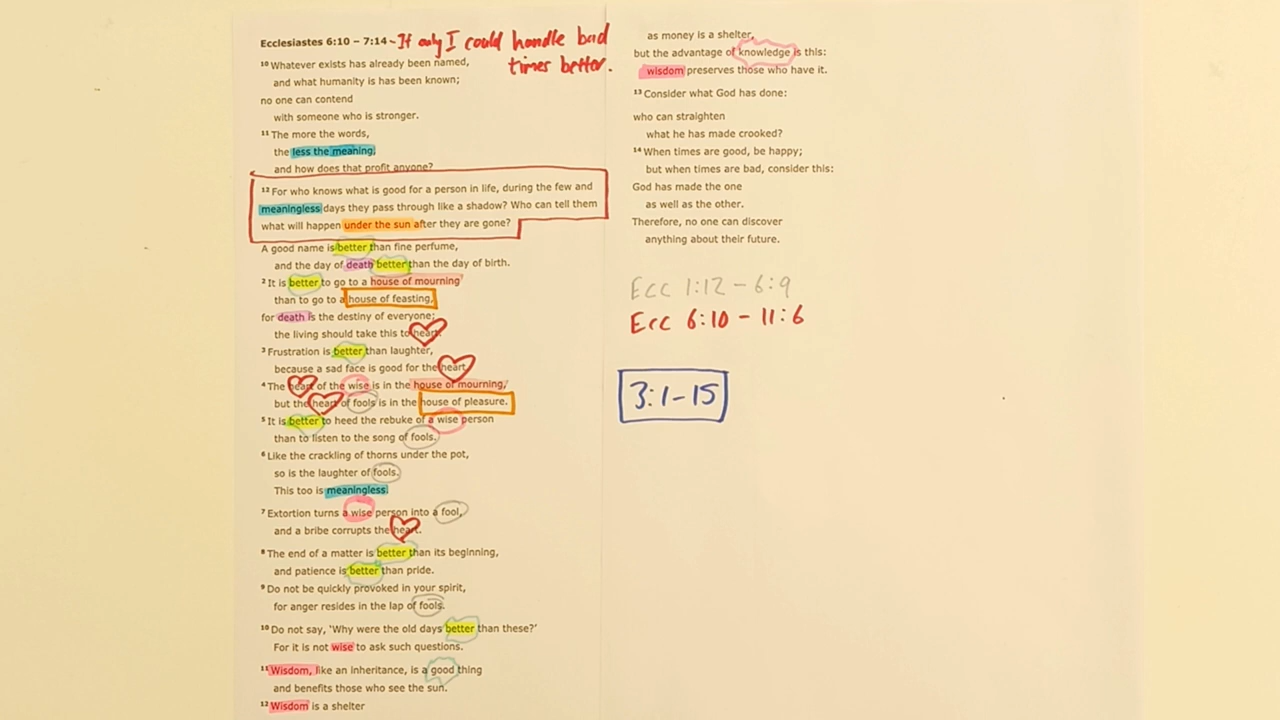 Ecclesiastes 6:10 – 7:14 - If only I could handle bad
times better.
10 Whatever exists has already been named,
and what humanity is has been known;
no one can contend
with someone who is stronger.
11 The more the words,
the less the meaning,
and how does that profit anyone?
12 For who knows what is good for a person in life, during the few and
meaningless days they pass through like a shadow? Who can tell them
what will happen under the sun after they are gone?
A good name is better than fine perfume,
and the day of death better than the day of birth.
2 It is better to go to a house of mourning
than to go to a house of feasting,
for death is the destiny of everyone;
the living should take this to heart.
3 Frustration is better than laughter,
because a sad face is good for the heart.
4 The heart of the wise is in the house of mourning,
but the heart of fools is in the house of pleasure.
5 It is better to heed the rebuke of a wise person
than to listen to the song of fools.
6 Like the crackling of thorns under the pot,
so is the laughter of fools.
This too is meaningless.
7 Extortion turns a wise person into a fool,
and a bribe corrupts the heart.
8 The end of a matter is better than its beginning,
and patience is better than pride.
9 Do not be quickly provoked in your spirit,
for anger resides in the lap of fools.
10 Do not say, ‘Why were the old days better than these?’
For it is not wise to ask such questions.
11 Wisdom, like an inheritance, is a good thing
and benefits those who see the sun.
12 Wisdom is a shelter
as money is a shelter,
but the advantage of knowledge is this:
wisdom preserves those who have it.
13 Consider what God has done:
who can straighten
what he has made crooked?
14 When times are good, be happy;
but when times are bad, consider this:
God has made the one
as well as the other.
Therefore, no one can discover
anything about their future.
Ecc 1:12 – 6:9
Ecc 6:10 – 11:6
3:1-15